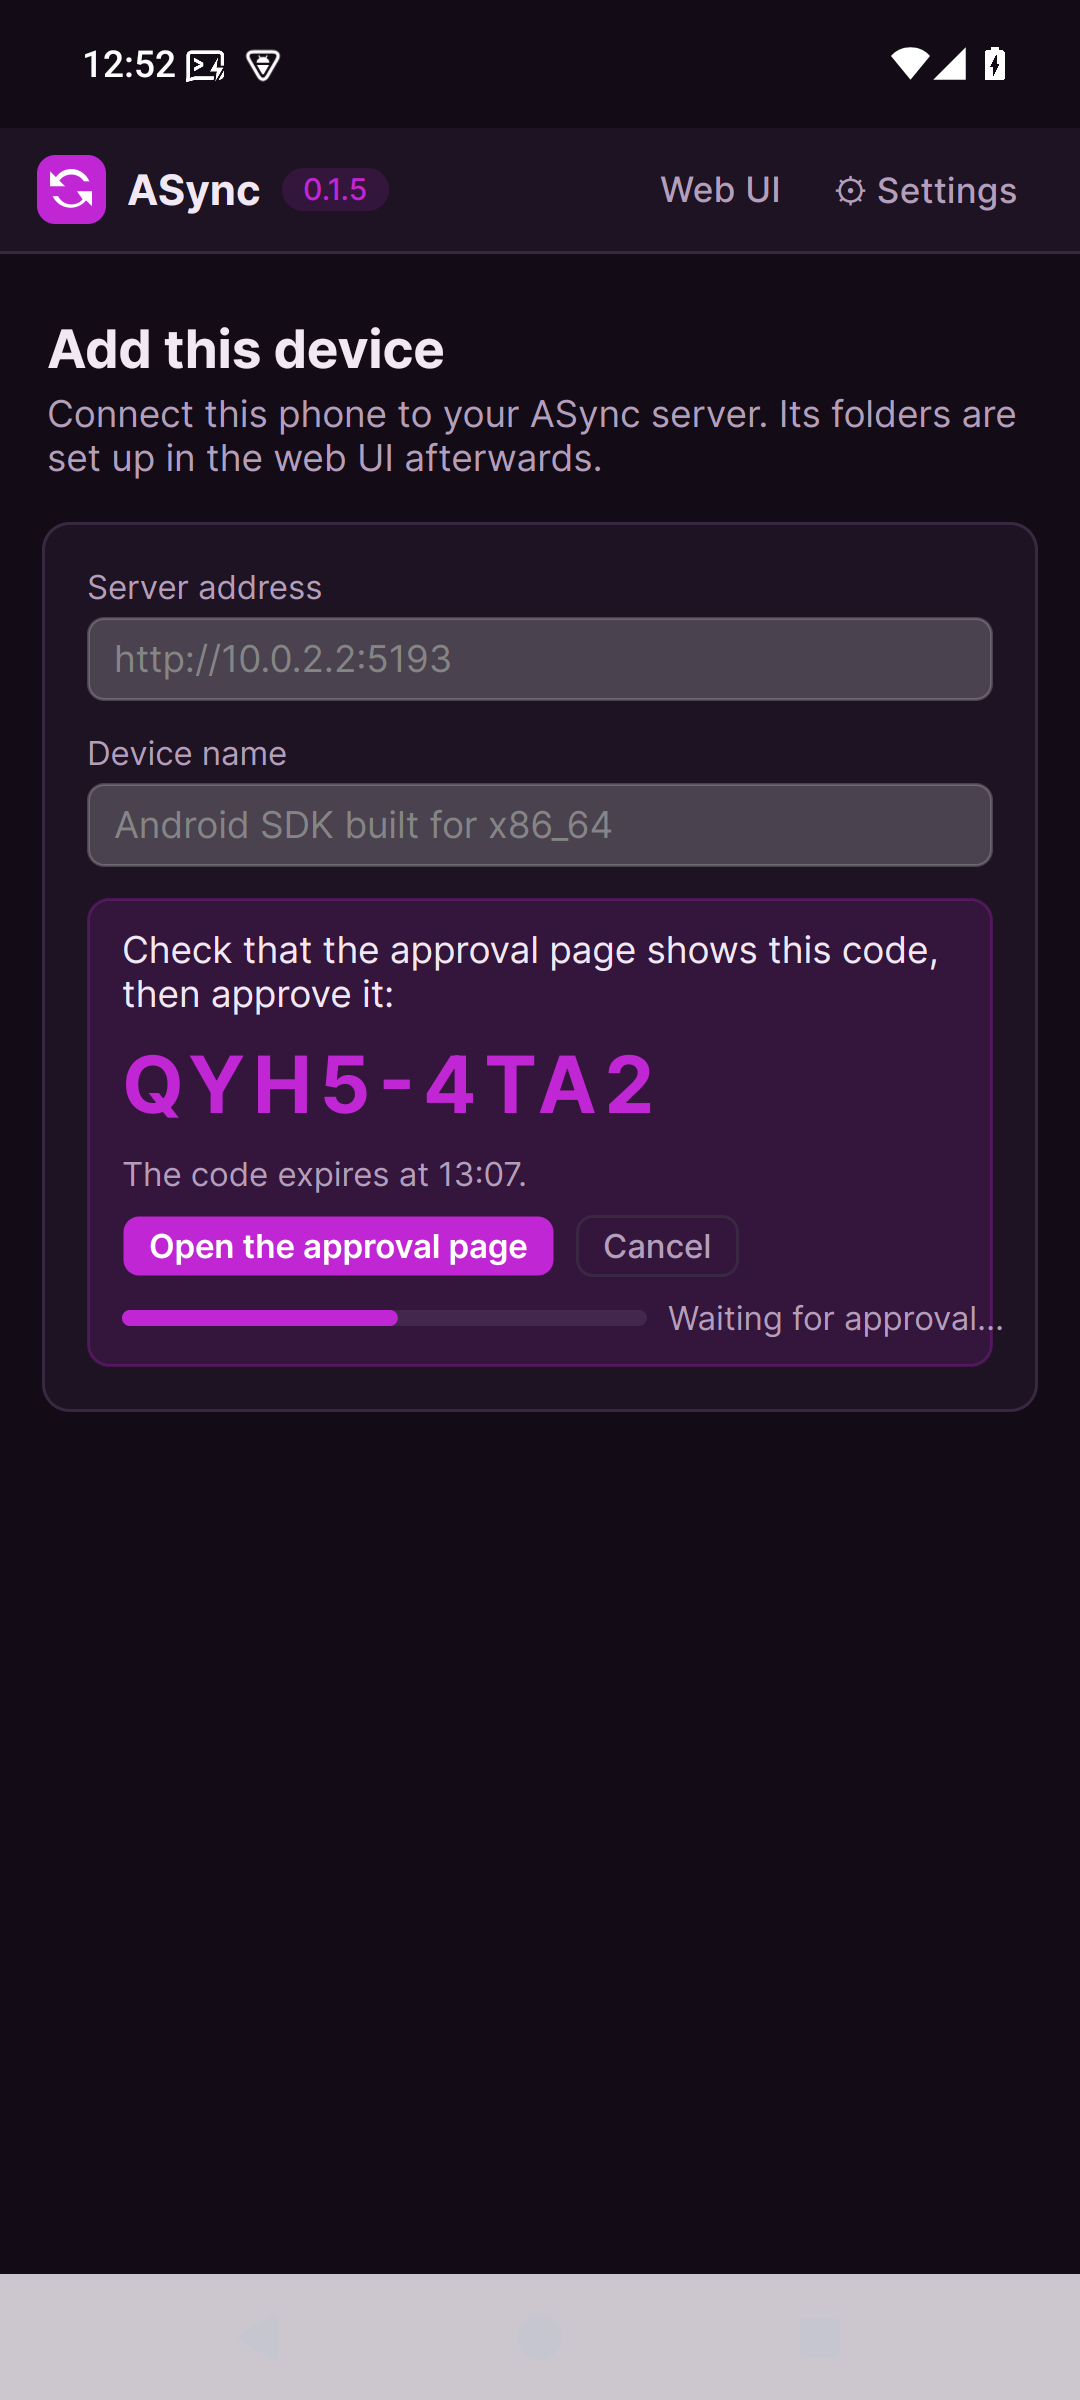 12:52
ASync 0.1.5 Web UI Settings
Add this device
Connect this phone to your ASync server. Its folders are
set up in the web UI afterwards.
Server address
http://10.0.2.2:5193
Device name
Android SDK built for x86_64
Check that the approval page shows this code,
then approve it:
QYH5-4TA2
The code expires at 13:07.
Open the approval page Cancel
Waiting for approval...